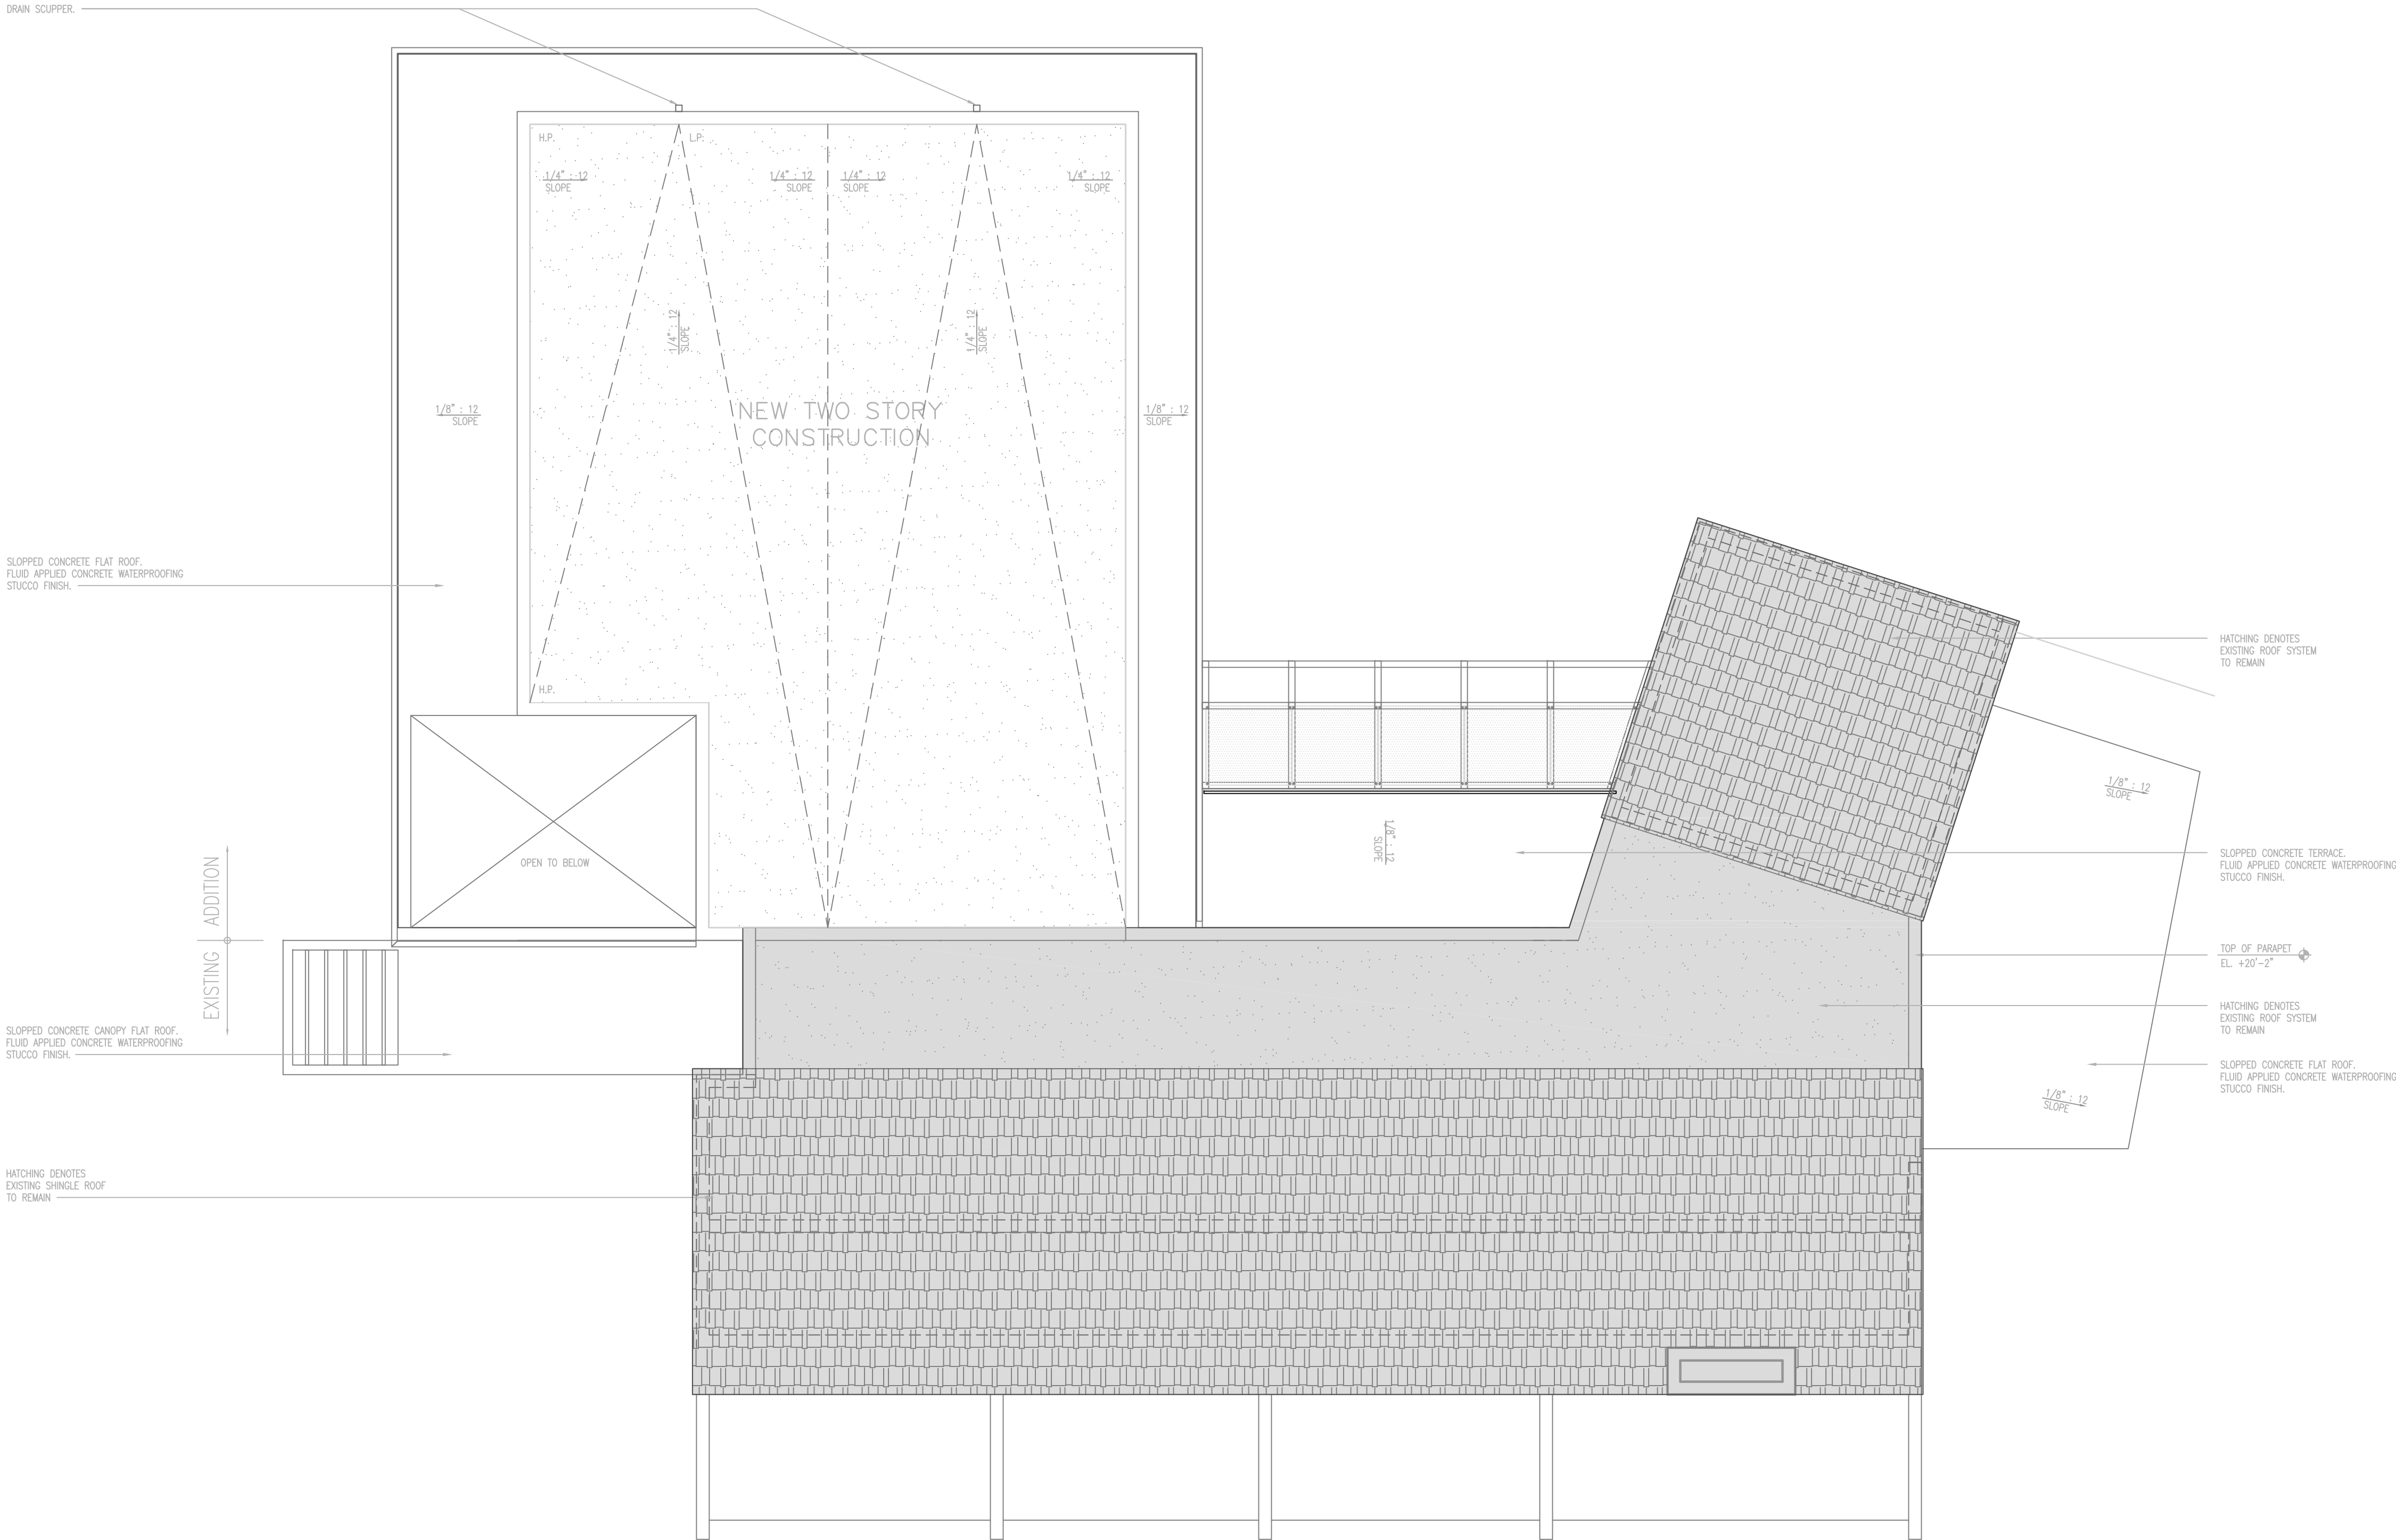 DRAIN SCUPPER.
H.P.
L.P.
1/4" : 12
SLOPE
1/4" : 12
SLOPE
1/4" : 12
SLOPE
1/4" : 12
SLOPE
1/4" : 12
SLOPE
1/4" : 12
SLOPE
NEW TWO STORY
CONSTRUCTION
1/8" : 12
SLOPE
1/8" : 12
SLOPE
SLOPPED CONCRETE FLAT ROOF.
FLUID APPLIED CONCRETE WATERPROOFING
STUCCO FINISH.
HATCHING DENOTES
EXISTING ROOF SYSTEM
TO REMAIN
H.P.
1/8" : 12
SLOPE
OPEN TO BELOW
1/8" : 12
SLOPE
SLOPPED CONCRETE TERRACE.
FLUID APPLIED CONCRETE WATERPROOFING
STUCCO FINISH.
ADDITION
EXISTING
TOP OF PARAPET
EL. +20'-2"
HATCHING DENOTES
EXISTING ROOF SYSTEM
TO REMAIN
SLOPPED CONCRETE CANOPY FLAT ROOF.
FLUID APPLIED CONCRETE WATERPROOFING
STUCCO FINISH.
SLOPPED CONCRETE FLAT ROOF.
FLUID APPLIED CONCRETE WATERPROOFING
STUCCO FINISH.
1/8" : 12
SLOPE
HATCHING DENOTES
EXISTING SHINGLE ROOF
TO REMAIN